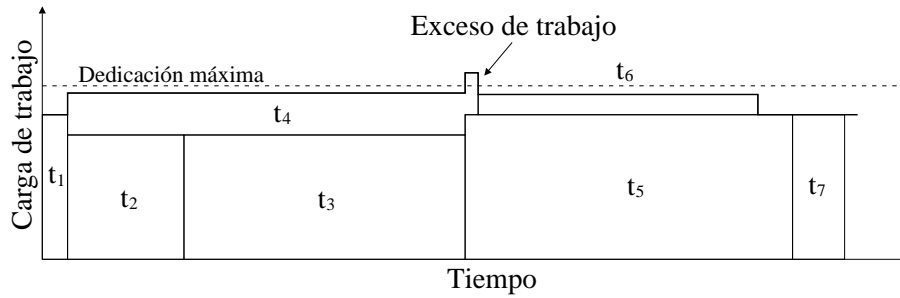 Exceso de trabajo
Dedicación máxima
t6
t4
t1
t2
t3
t5
t7
Carga de trabajo
Tiempo